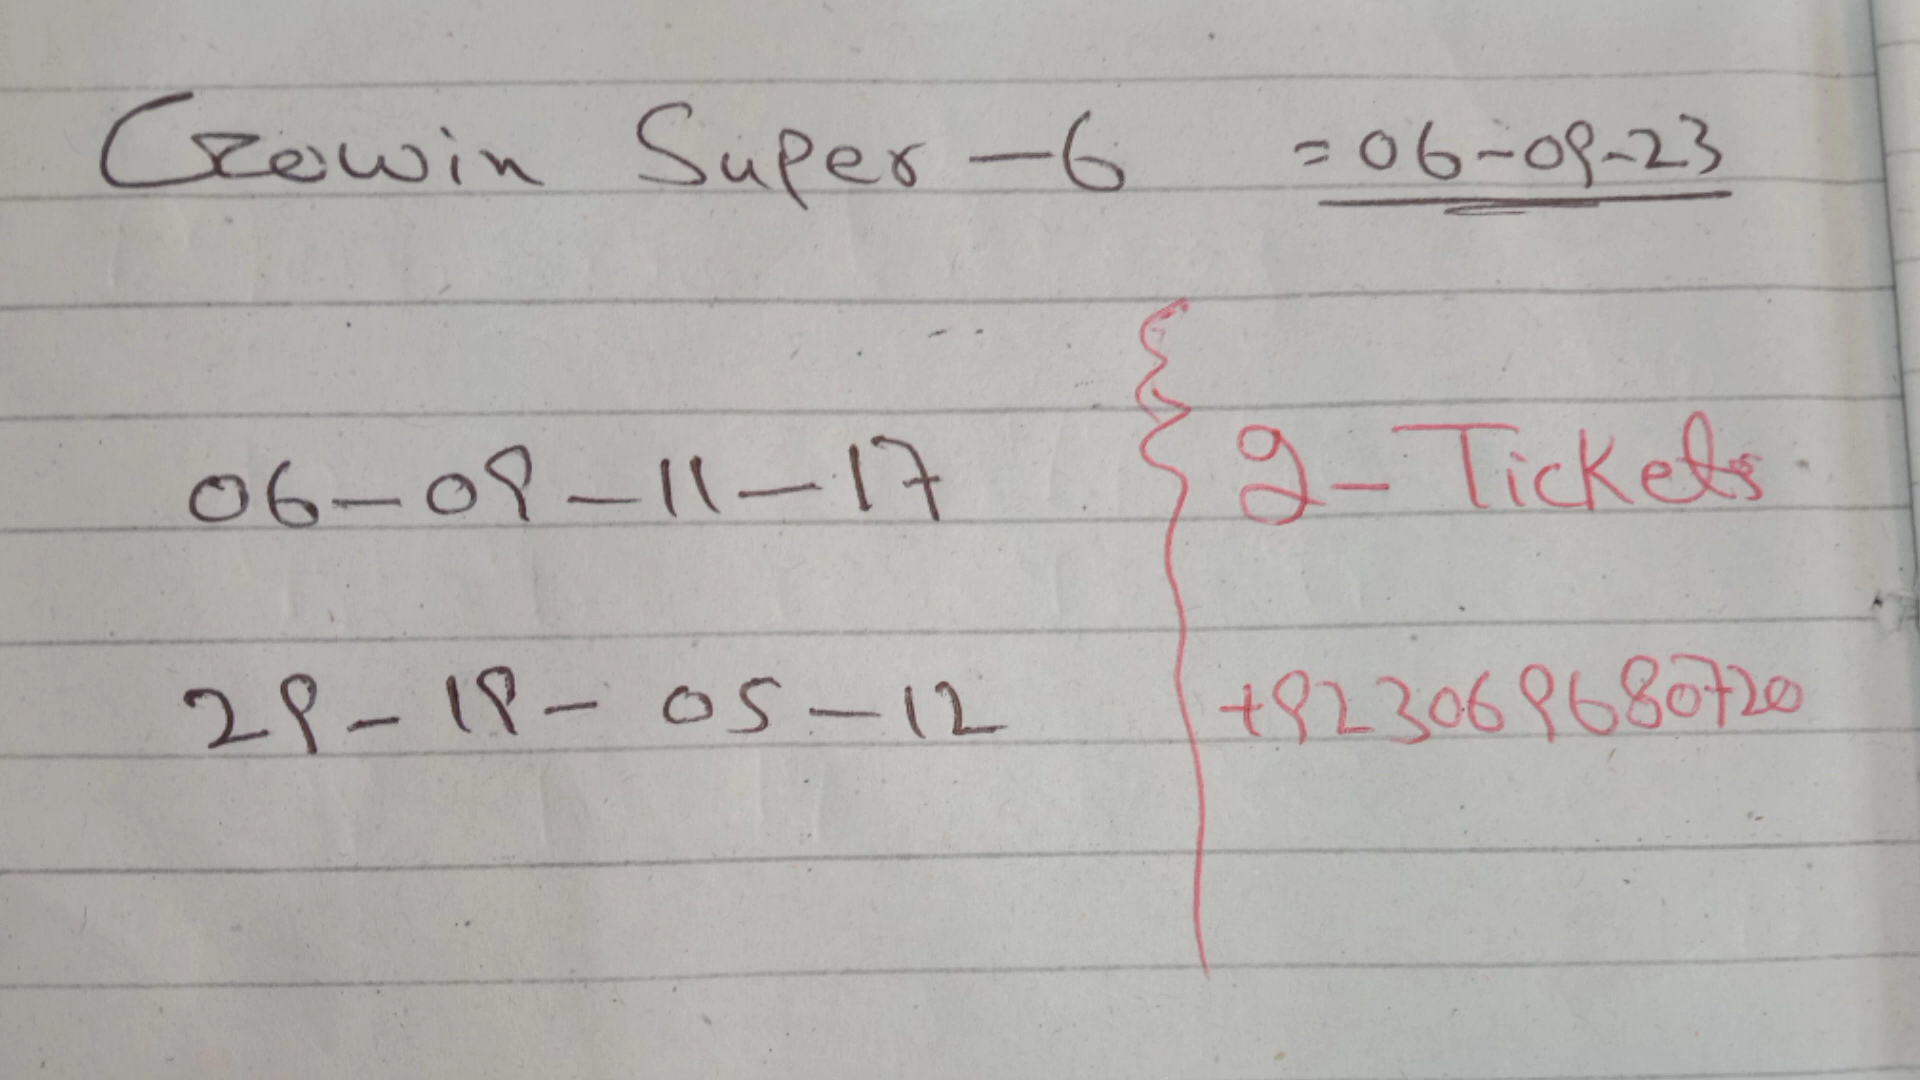 Gzewin Super-6 = 06-09-23
06-09-11-17
2-Tickets
29-19-05-12
+923069680720